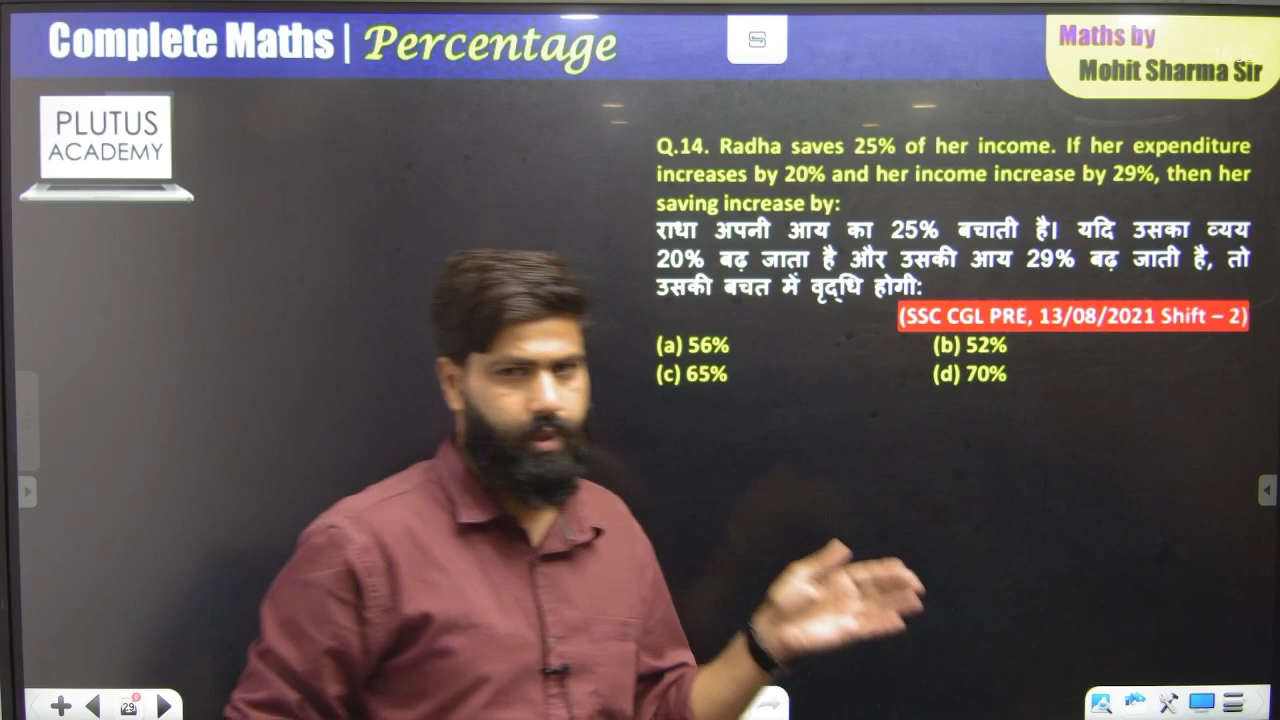 Complete Maths | Percentage
Maths by
Mohit Sharma Sir
PLUTUS
ACADEMY
Q.14. Radha saves 25% of her income. If her expenditure
increases by 20% and her income increase by 29%, then her
saving increase by:
राधा अपनी आय का 25% बचाती है। यदि उसका व्यय
20% बढ़ जाता है और उसकी आय 29% बढ़ जाती है, तो
उसकी बचत में वृद्धि होगी:
(SSC CGL PRE, 13/08/2021 Shift – 2)
(a) 56% (b) 52%
(c) 65% (d) 70%
29